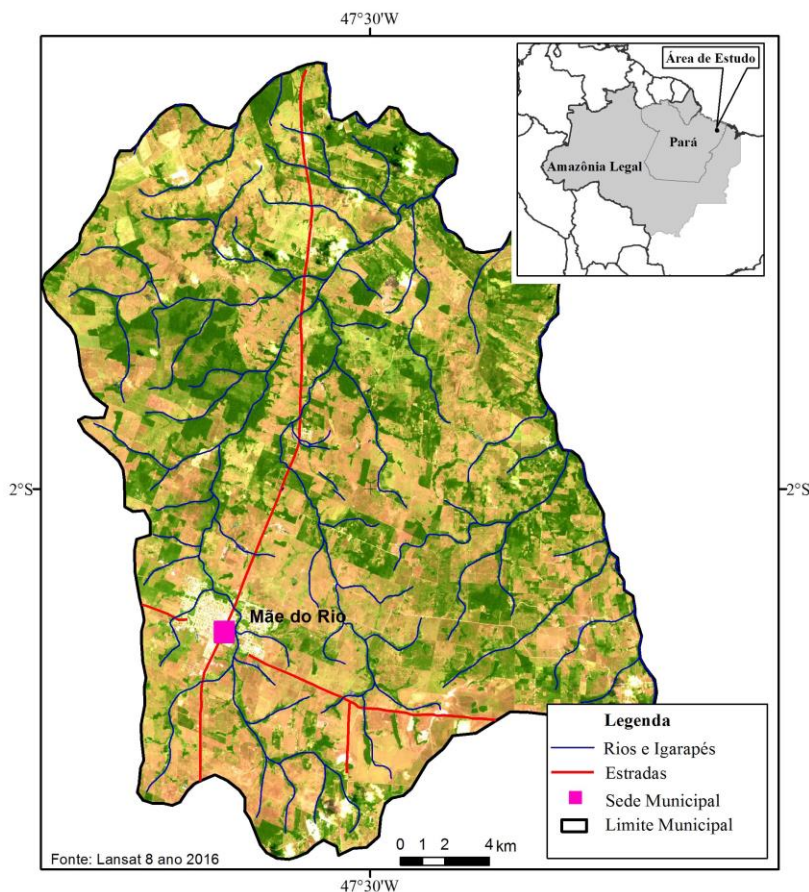 47°30'W
Área de Estudo
Pará
Amazônia Legal
2°S
2°S
Mãe do Rio
Legenda
Rios e Igarapés
Estradas
Sede Municipal
Limite Municipal
Fonte: Lansat 8 ano 2016
0 1 2 4 km
47°30'W